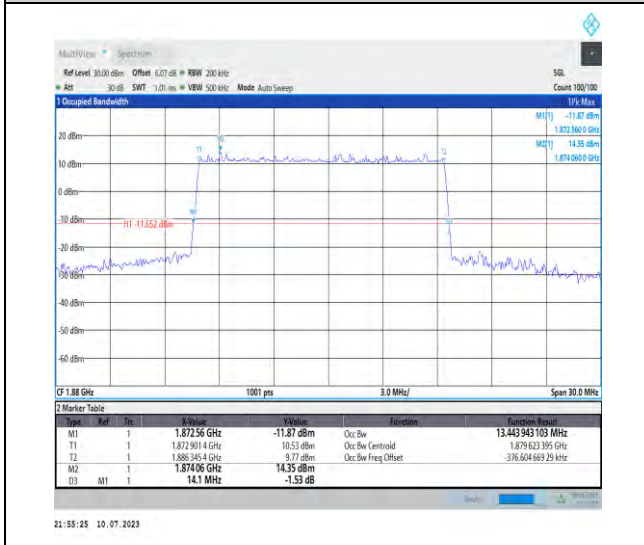 MultiView Spectrum
Ref Level 30.00 dBm Offset 6.07 dB RBW 200 kHz SGL
Att 30 dB SWT 1.01 ms VBW 500 kHz Mode Auto Sweep Count 100/100
1 Occupied Bandwidth 1Pk Max
M1[1] -11.87 dBm
1.872 560 0 GHz
20 dBm M2[1] 14.35 dBm
1.874 060 0 GHz
M2
T1 T2
10 dBm
0 dBm
M1
-10 dBm
H1 -11.652 dBm
-20 dBm
-30 dBm
-40 dBm
-50 dBm
-60 dBm
CF 1.88 GHz 1001 pts 3.0 MHz/ Span 30.0 MHz
2 Marker Table
Type Ref Trc X-Value Y-Value Function Function Result
M1 1 1.872 56 GHz -11.87 dBm Occ Bw 13.443 943 103 MHz
T1 1 1.872 901 4 GHz 10.53 dBm Occ Bw Centroid 1.879 623 395 GHz
T2 1 1.886 345 4 GHz 9.77 dBm Occ Bw Freq Offset -376.604 669 29 kHz
M2 1 1.874 06 GHz 14.35 dBm
D3 M1 1 14.1 MHz -1.53 dB
21:55:25 10.07.2023